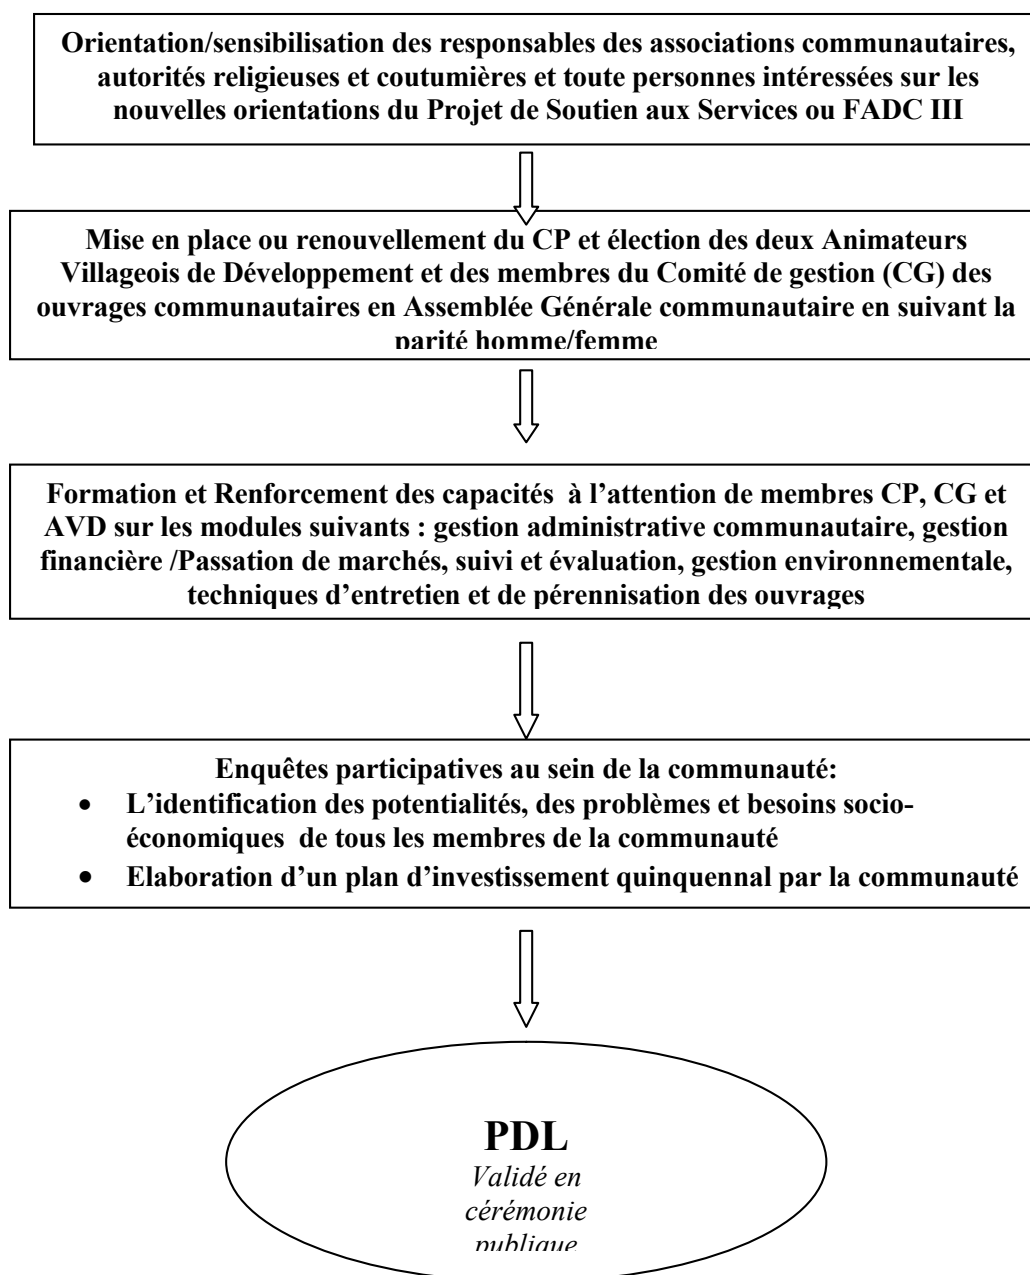 Orientation/sensibilisation des responsables des associations communautaires,
autorités religieuses et coutumières et toute personnes intéressées sur les
nouvelles orientations du Projet de Soutien aux Services ou FADC III
Mise en place ou renouvellement du CP et élection des deux Animateurs
Villageois de Développement et des membres du Comité de gestion (CG) des
ouvrages communautaires en Assemblée Générale communautaire en suivant la
parité homme/femme
Formation et Renforcement des capacités à l’attention de membres CP, CG et
AVD sur les modules suivants : gestion administrative communautaire, gestion
financière /Passation de marchés, suivi et évaluation, gestion environnementale,
techniques d’entretien et de pérennisation des ouvrages
Enquêtes participatives au sein de la communauté:
• L’identification des potentialités, des problèmes et besoins socio-
économiques de tous les membres de la communauté
• Elaboration d’un plan d’investissement quinquennal par la communauté
PDL
Validé en
cérémonie
publique